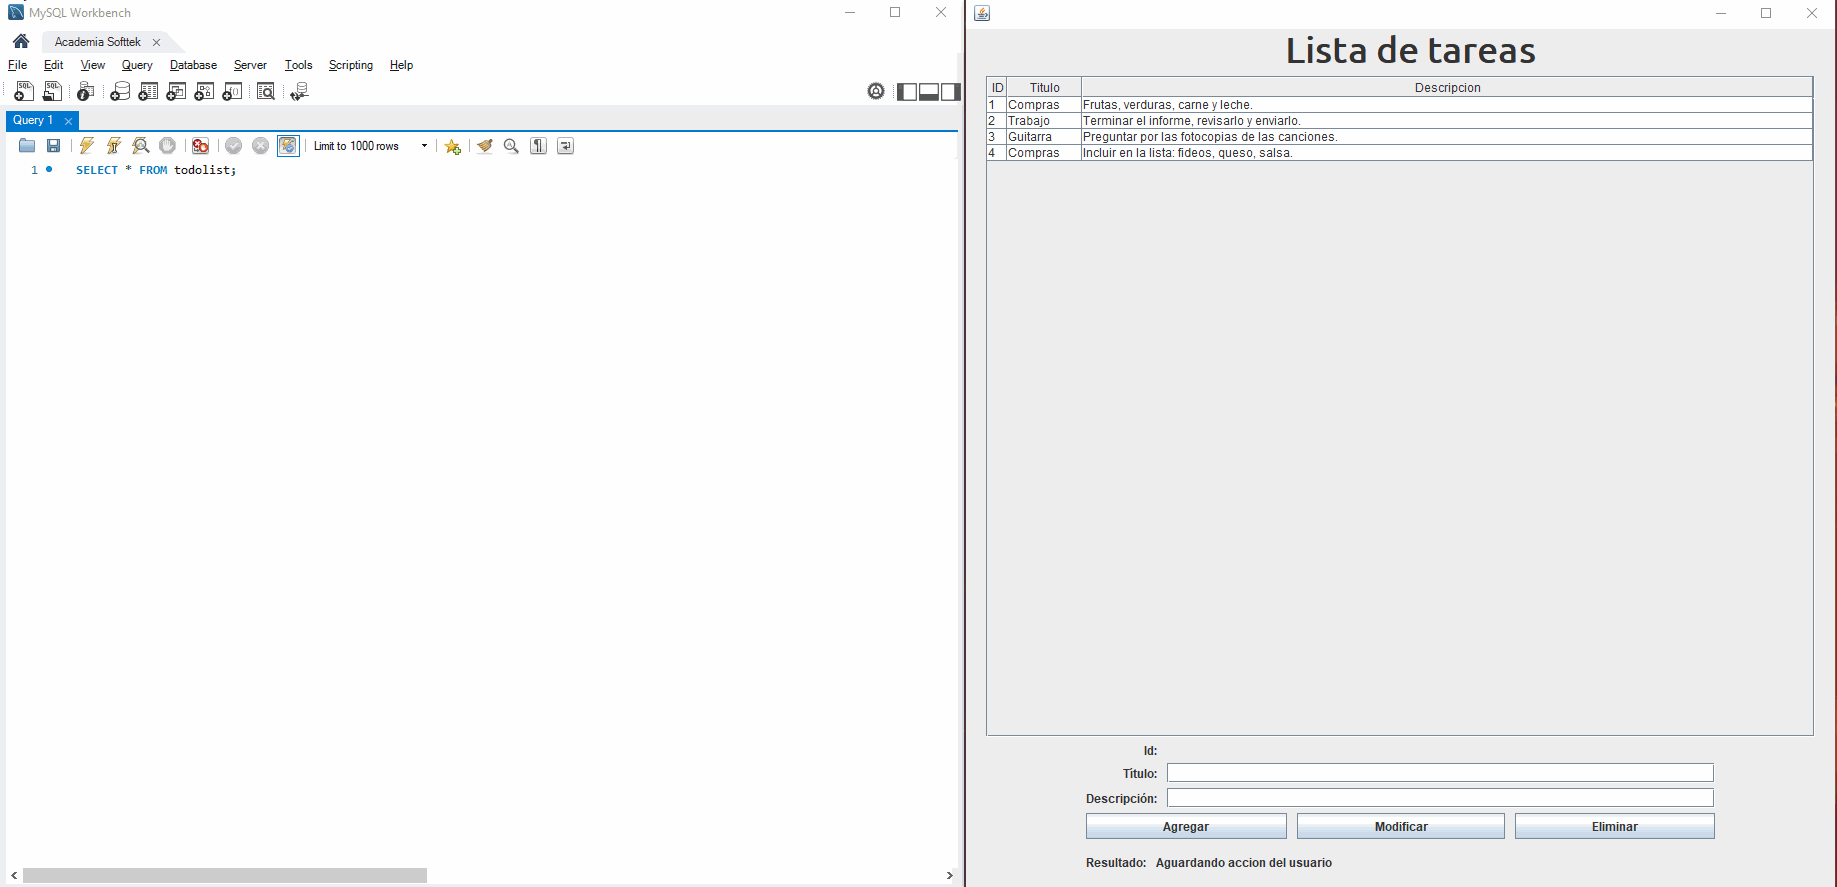 MySQL Workbench
Academia Softtek
File Edit View Query Database Server Tools Scripting Help
Query 1
Limit to 1000 rows
1 SELECT * FROM todolist;
Lista de tareas
ID Titulo Descripcion
1 Compras Frutas, verduras, carne y leche.
2 Trabajo Terminar el informe, revisarlo y enviarlo.
3 Guitarra Preguntar por las fotocopias de las canciones.
4 Compras Incluir en la lista: fideos, queso, salsa.
Id:
Título:
Descripción:
Agregar Modificar Eliminar
Resultado: Aguardando accion del usuario